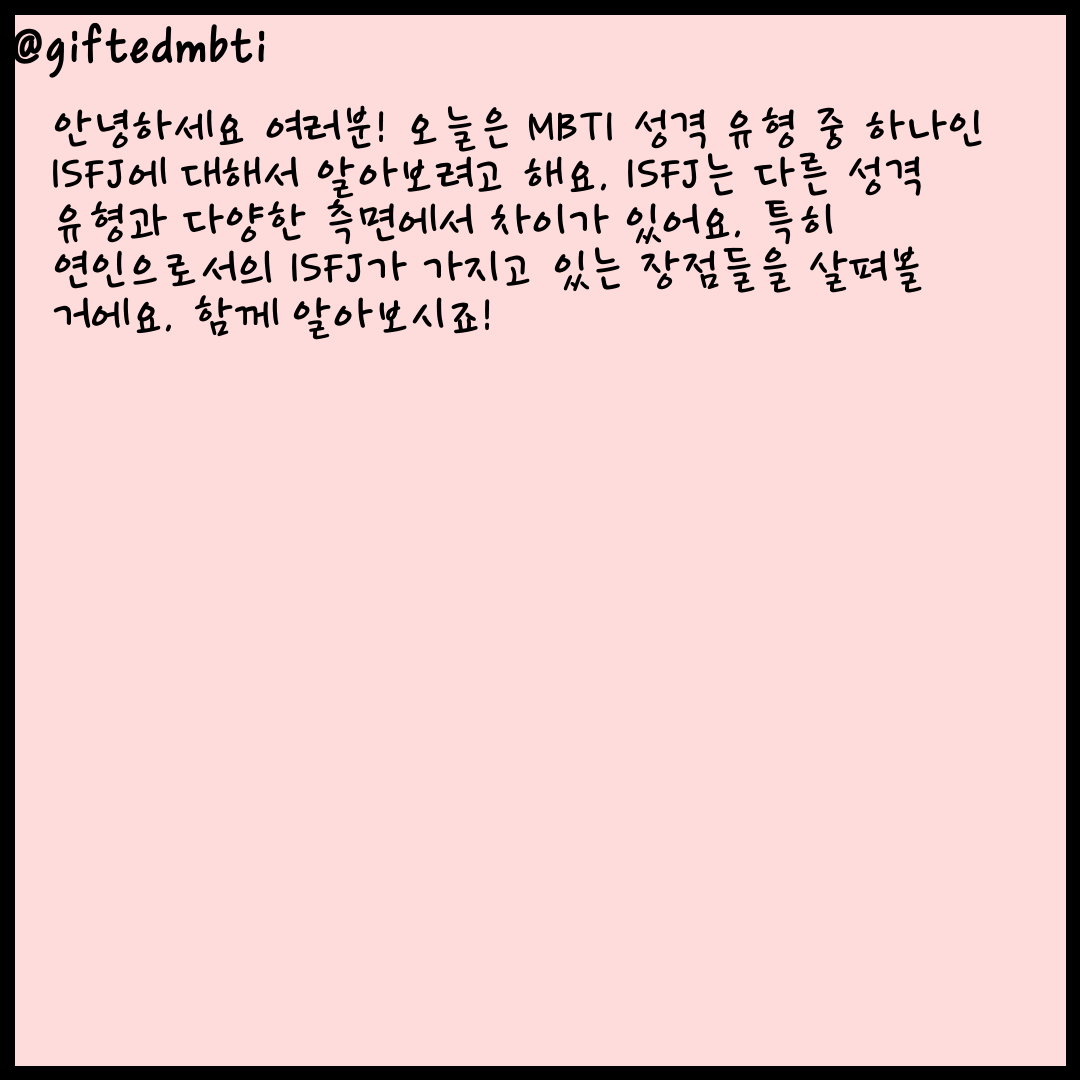 @giftedmbti
안녕하세요 여러분! 오늘은 MBTI 성격 유형 중 하나인
ISFJ에 대해서 알아보려고 해요. ISFJ는 다른 성격
유형과 다양한 측면에서 차이가 있어요. 특히
연인으로서의 ISFJ가 가지고 있는 장점들을 살펴볼
거에요. 함께 알아보시죠!